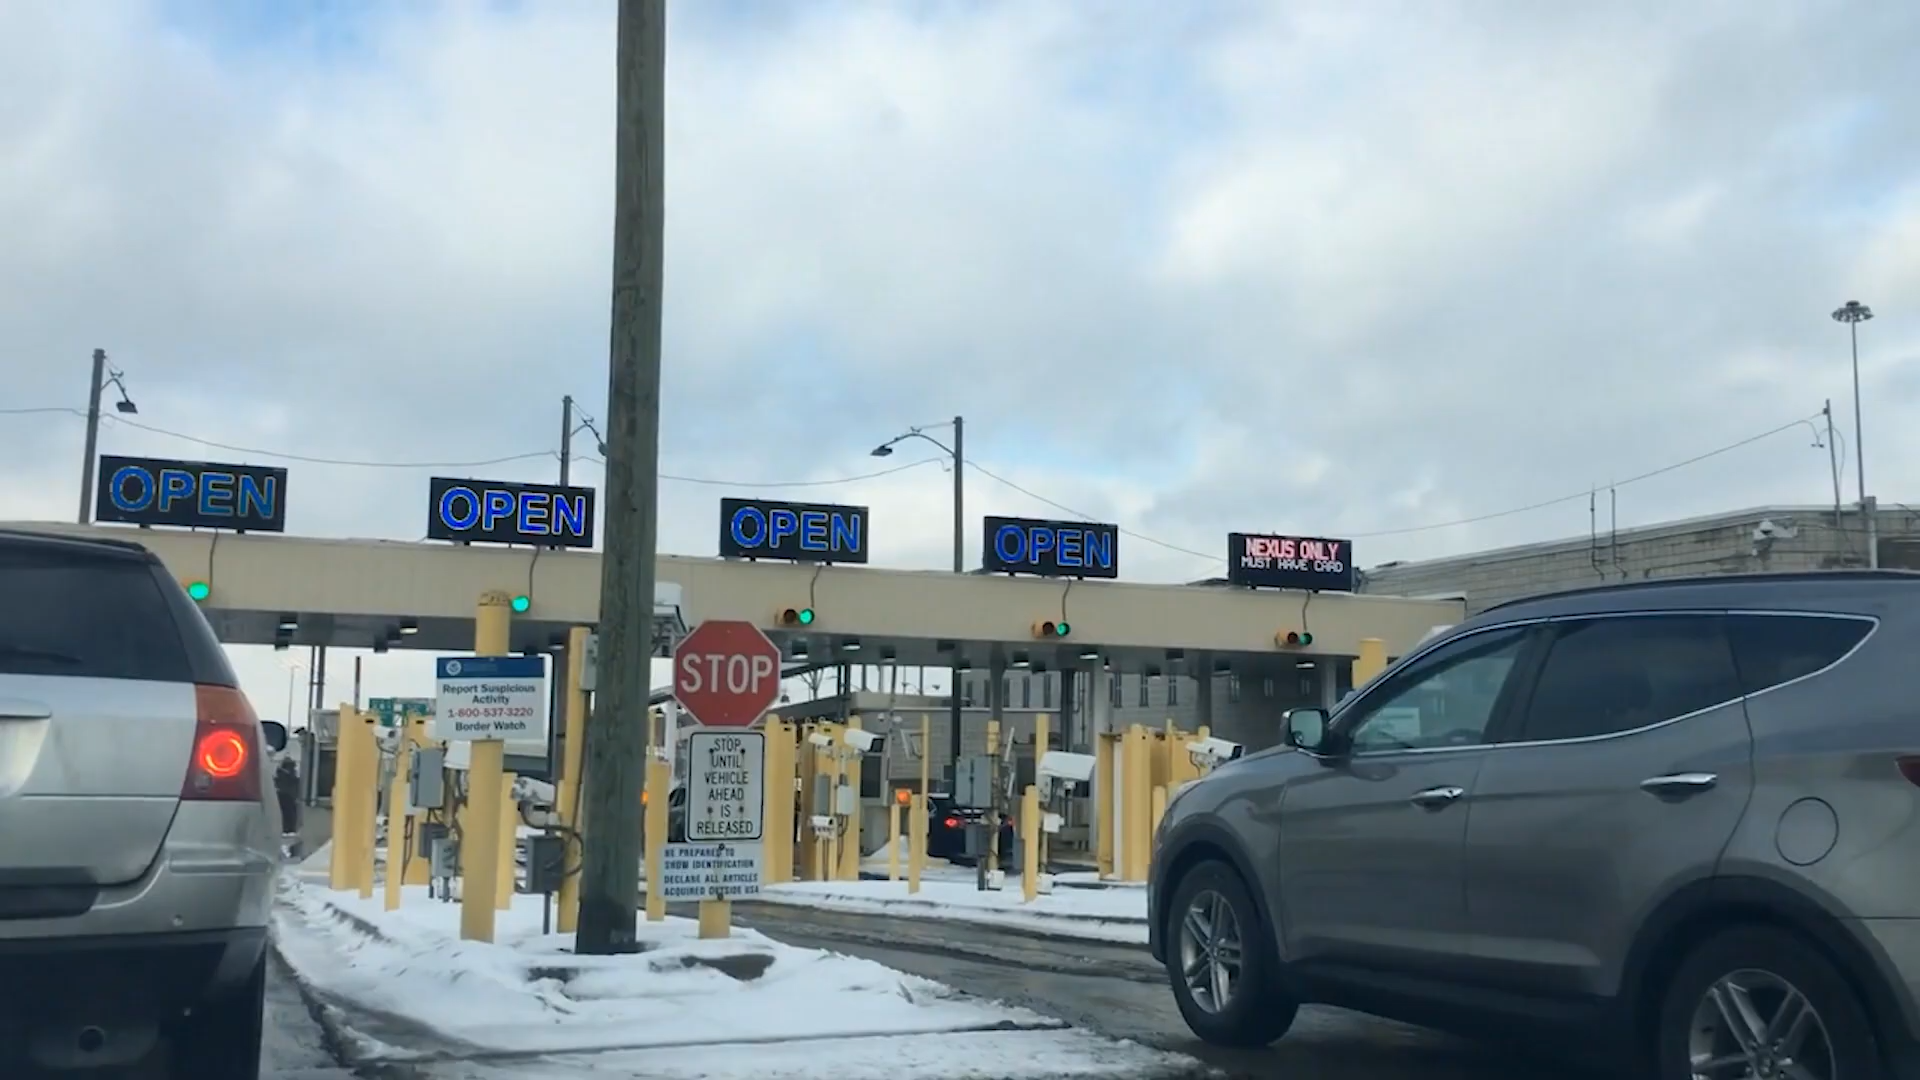 OPEN
OPEN
OPEN
OPEN
NEXUS ONLY
MUST HAVE CARD
Report Suspicious
Activity
1-800-537-3220
Border Watch
STOP
STOP
UNTIL
VEHICLE
AHEAD
IS
RELEASED
BE PREPARED TO
SHOW IDENTIFICATION
DECLARE ALL ARTICLES
ACQUIRED OUTSIDE USA